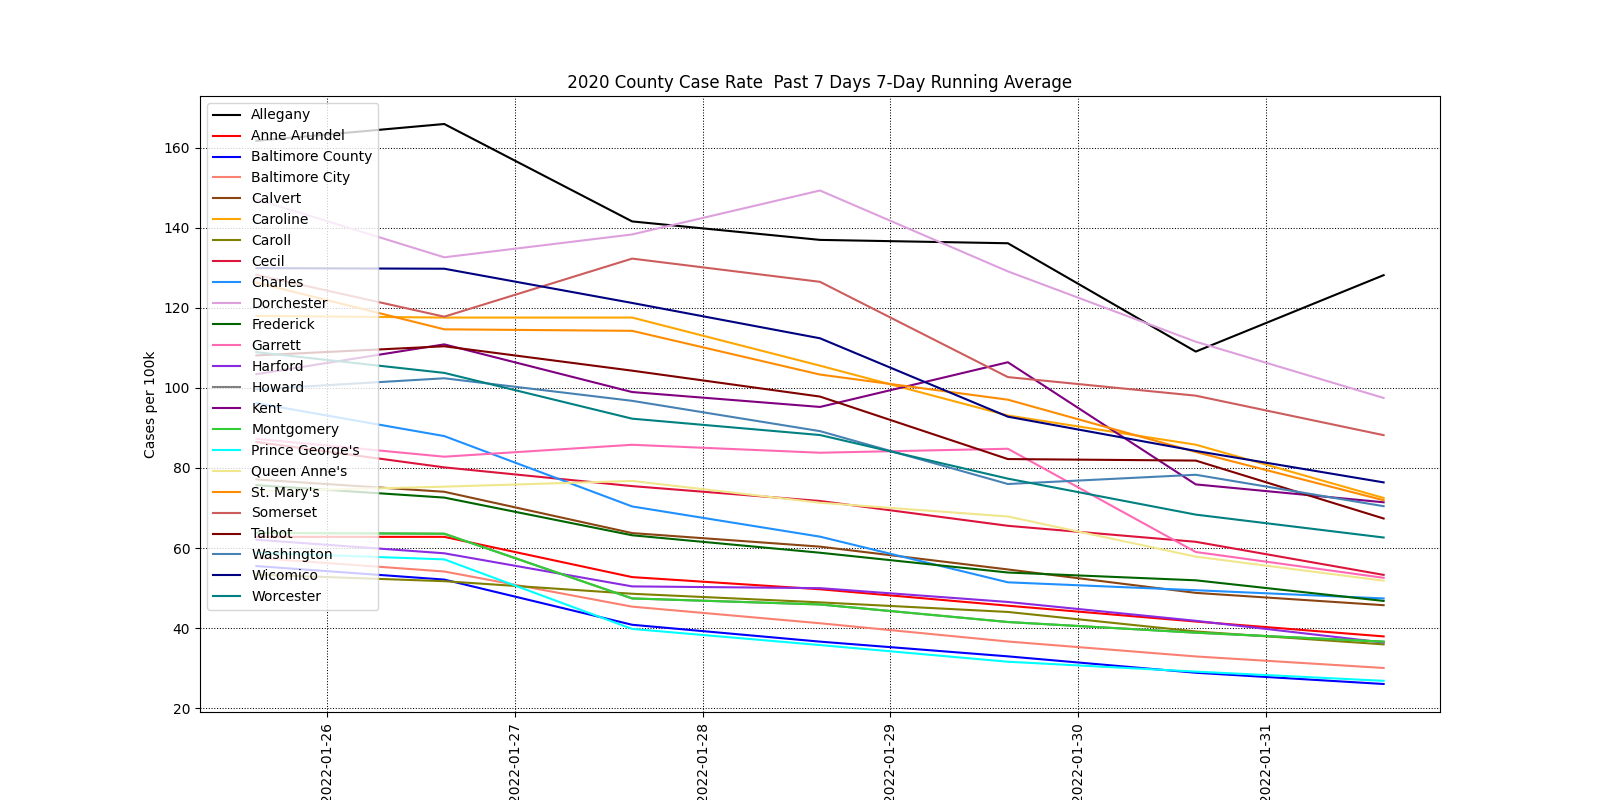 2020 County Case Rate  Past 7 Days 7-Day Running Average
Allegany
Anne Arundel
Baltimore County
Baltimore City
Calvert
Caroline
Caroll
Cecil
Charles
Dorchester
Frederick
Garrett
Harford
Howard
Kent
Montgomery
Prince George's
Queen Anne's
St. Mary's
Somerset
Talbot
Washington
Wicomico
Worcester
Cases per 100k
160
140
120
100
80
60
40
20
2022-01-26
2022-01-27
2022-01-28
2022-01-29
2022-01-30
2022-01-31